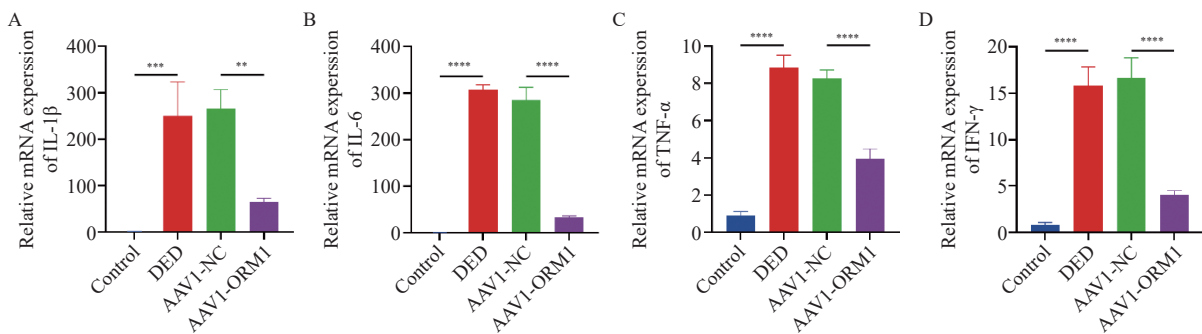 A
Relative mRNA experssion
of IL-1β
400
300
200
100
0
***
**
Control
DED
AAV1-NC
AAV1-ORM1
B
Relative mRNA experssion
of IL-6
400
300
300
100
0
****
****
Control
DED
AAV1-NC
AAV1-ORM1
C
Relative mRNA experssion
of TNF-α
10
8
6
4
2
0
****
****
Control
DED
AAV1-NC
AAV1-ORM1
D
Relative mRNA experssion
of IFN-γ
20
15
10
5
0
****
****
Control
DED
AAV1-NC
AAV1-ORM1